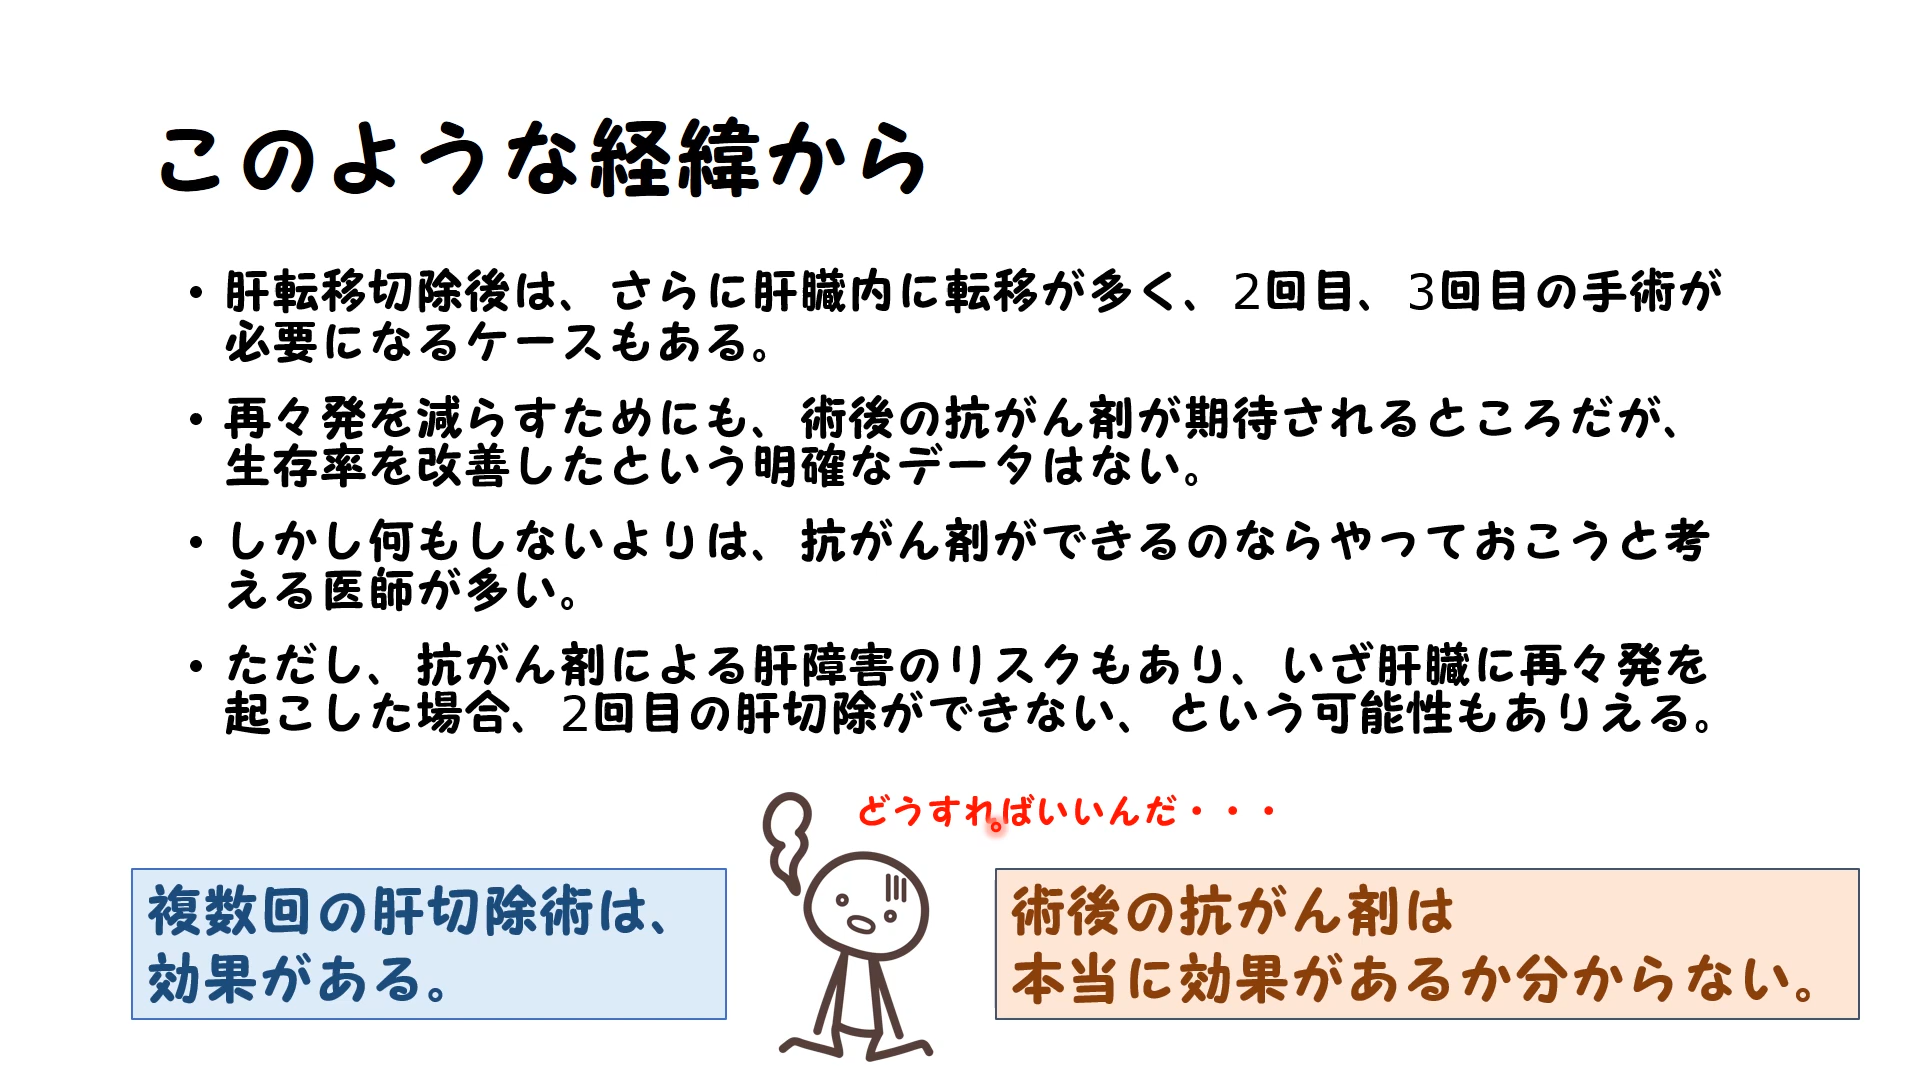 このような経緯から
・肝転移切除後は、さらに肝臓内に転移が多く、2回目、3回目の手術が
必要になるケースもある。
・再々発を減らすためにも、術後の抗がん剤が期待されるところだが、
生存率を改善したという明確なデータはない。
・しかし何もしないよりは、抗がん剤ができるのならやっておこうと考
える医師が多い。
・ただし、抗がん剤による肝障害のリスクもあり、いざ肝臓に再々発を
起こした場合、2回目の肝切除ができない、という可能性もありえる。
どうすればいいんだ・・・
複数回の肝切除術は、
効果がある。
術後の抗がん剤は
本当に効果があるか分からない。